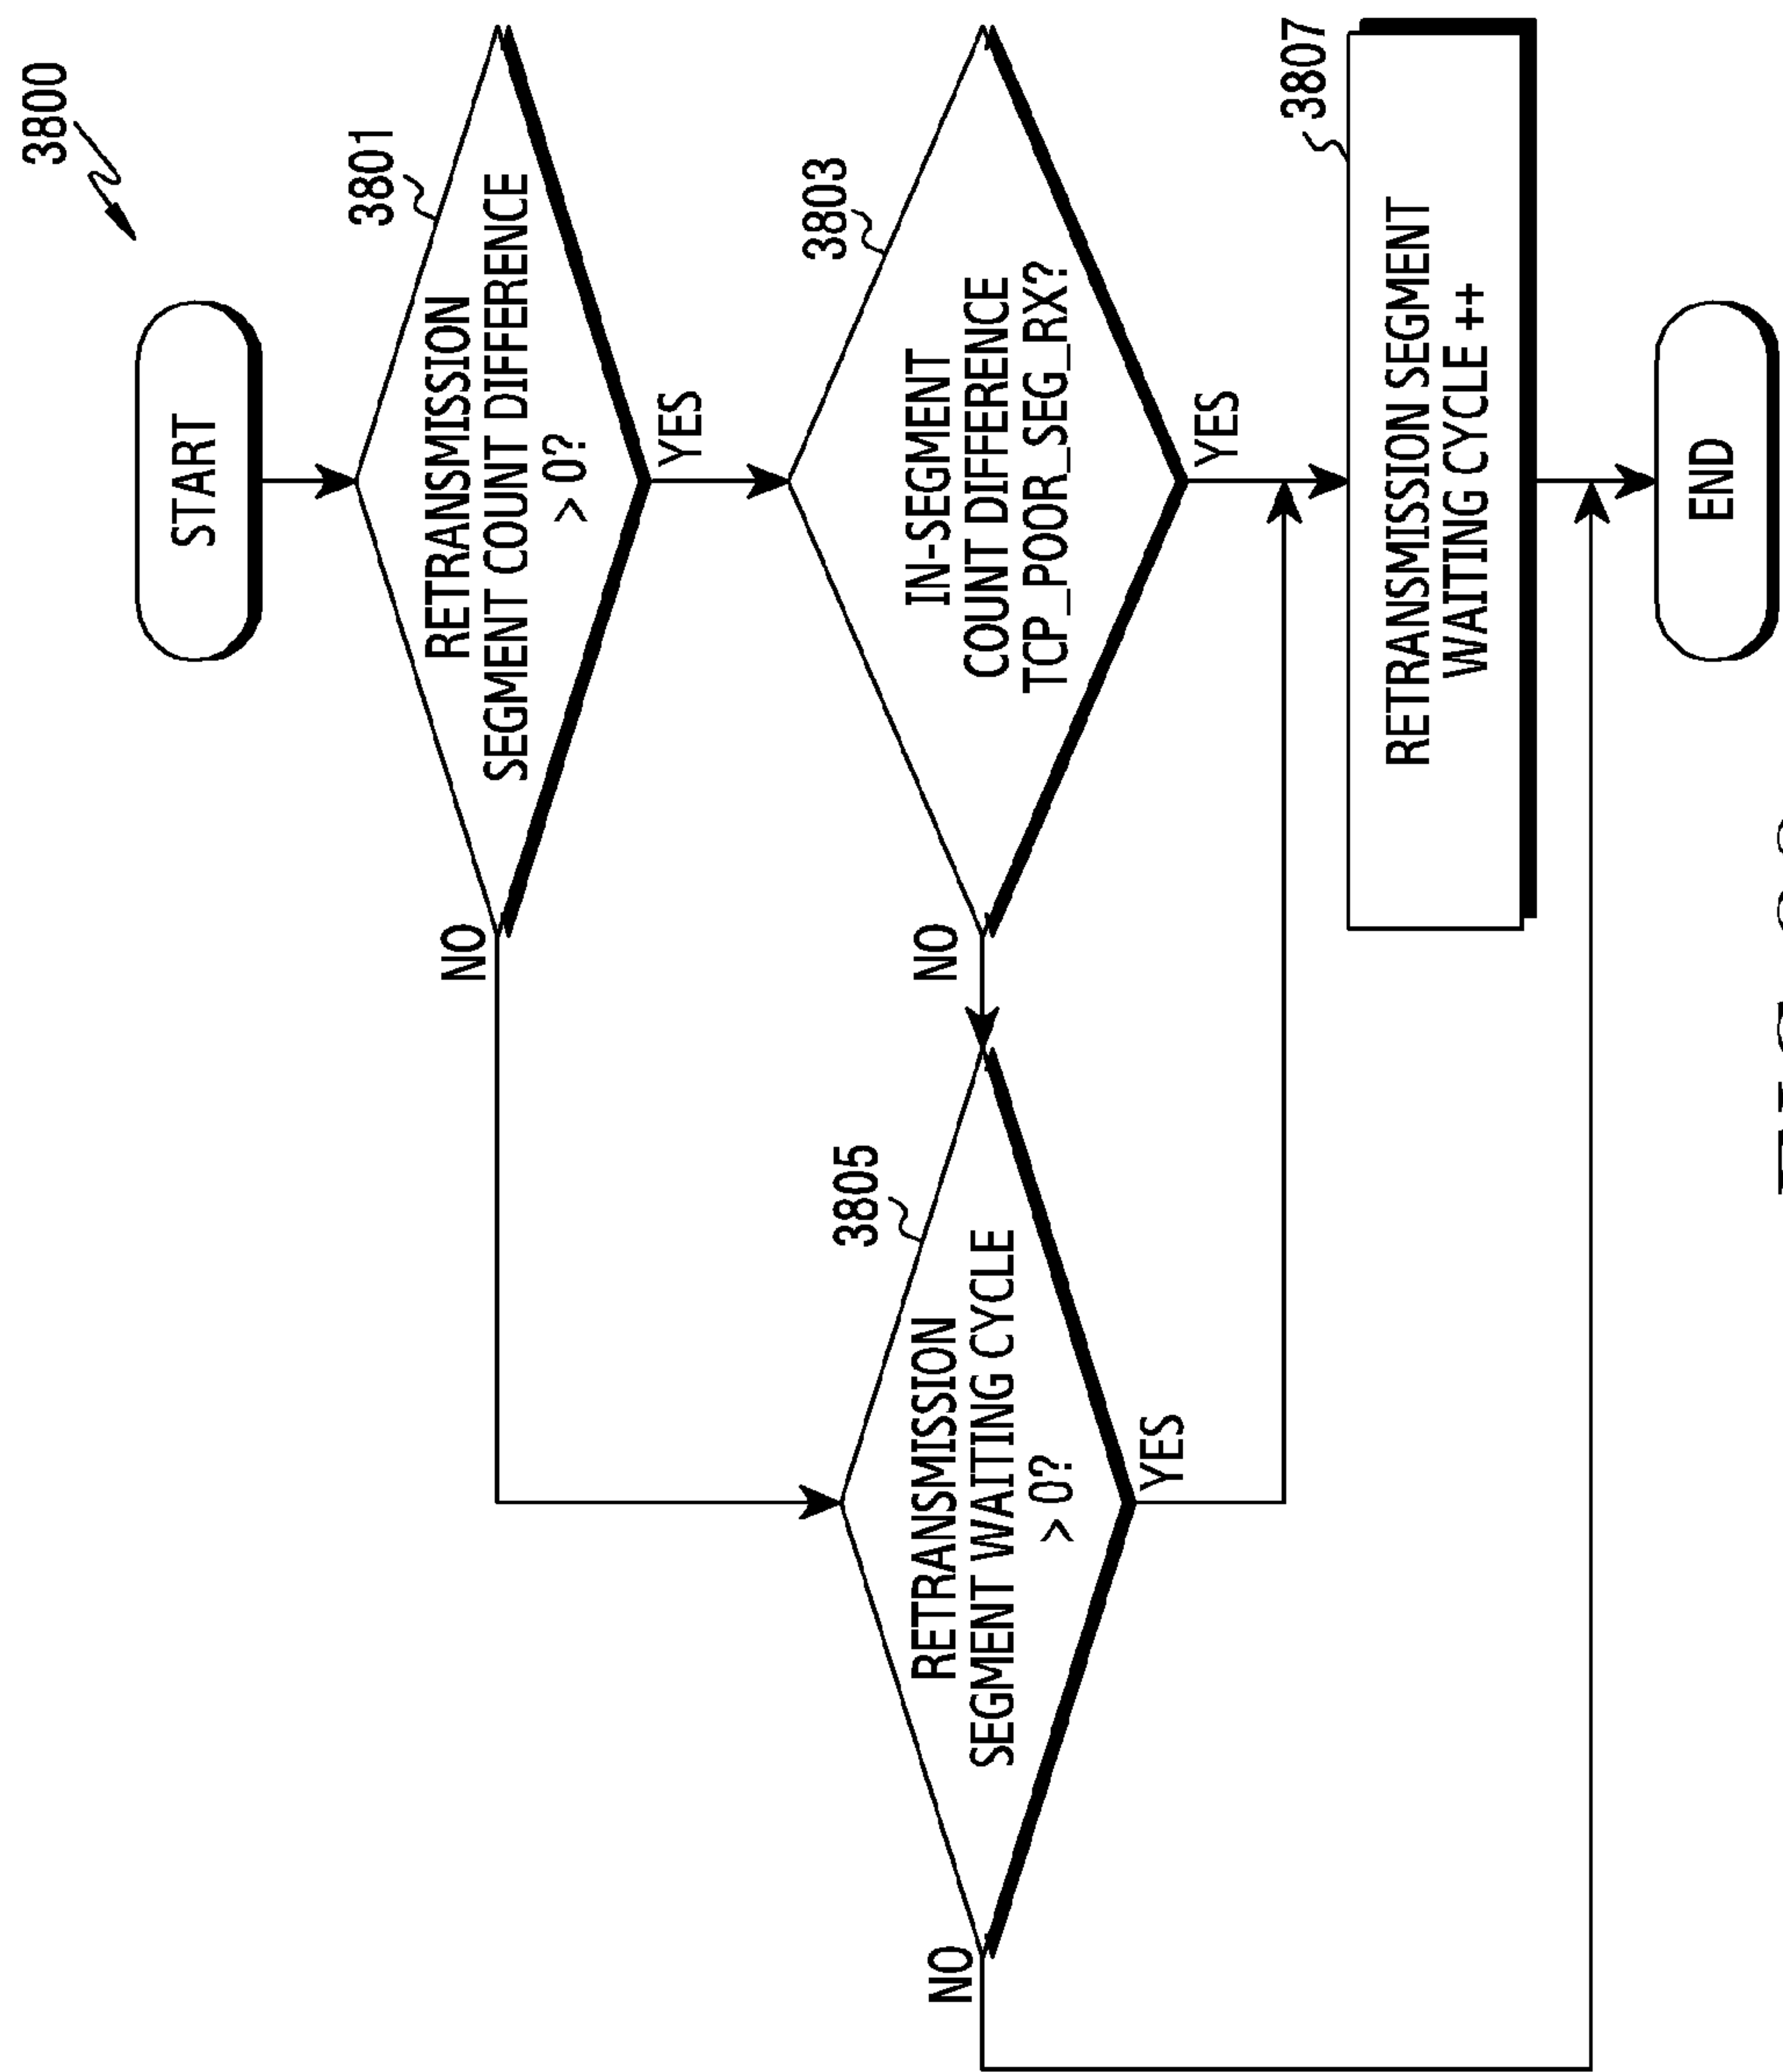 3800
START
3801
RETRANSMISSION
SEGMENT COUNT DIFFERENCE
> 0?
NO
YES
3803
IN-SEGMENT
COUNT DIFFERENCE
TCP_POOR_SEG_RX?
NO
YES
3805
RETRANSMISSION
SEGMENT WAITING CYCLE
> 0?
NO
YES
3807
RETRANSMISSION SEGMENT
WAITING CYCLE ++
END